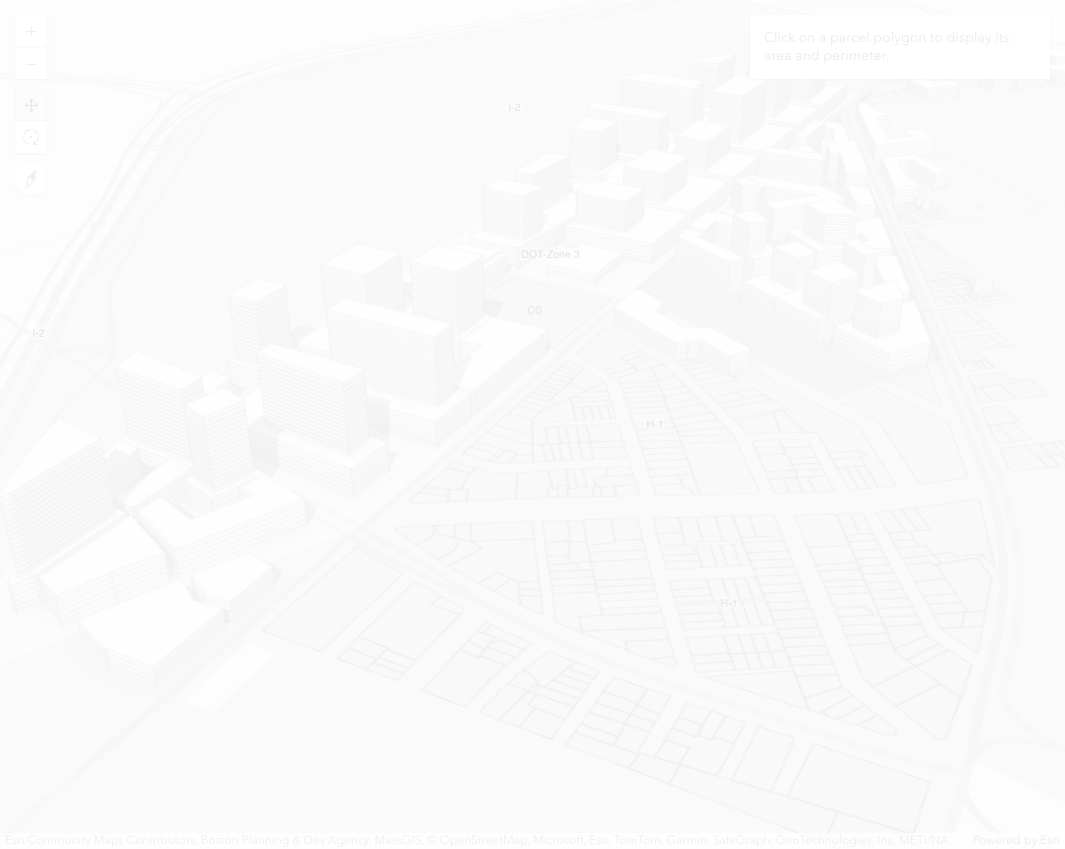 Click on a parcel polygon to display its
area and perimeter.
I-2
DOT-Zone 3
OS
I-2
H-1
H-1
Esri Community Maps Contributors, Boston Planning & Dev Agency, MassGIS, © OpenStreetMap, Microsoft, Esri, TomTom, Garmin, SafeGraph, GeoTechnologies, Inc, METI/NA...
Powered by Esri